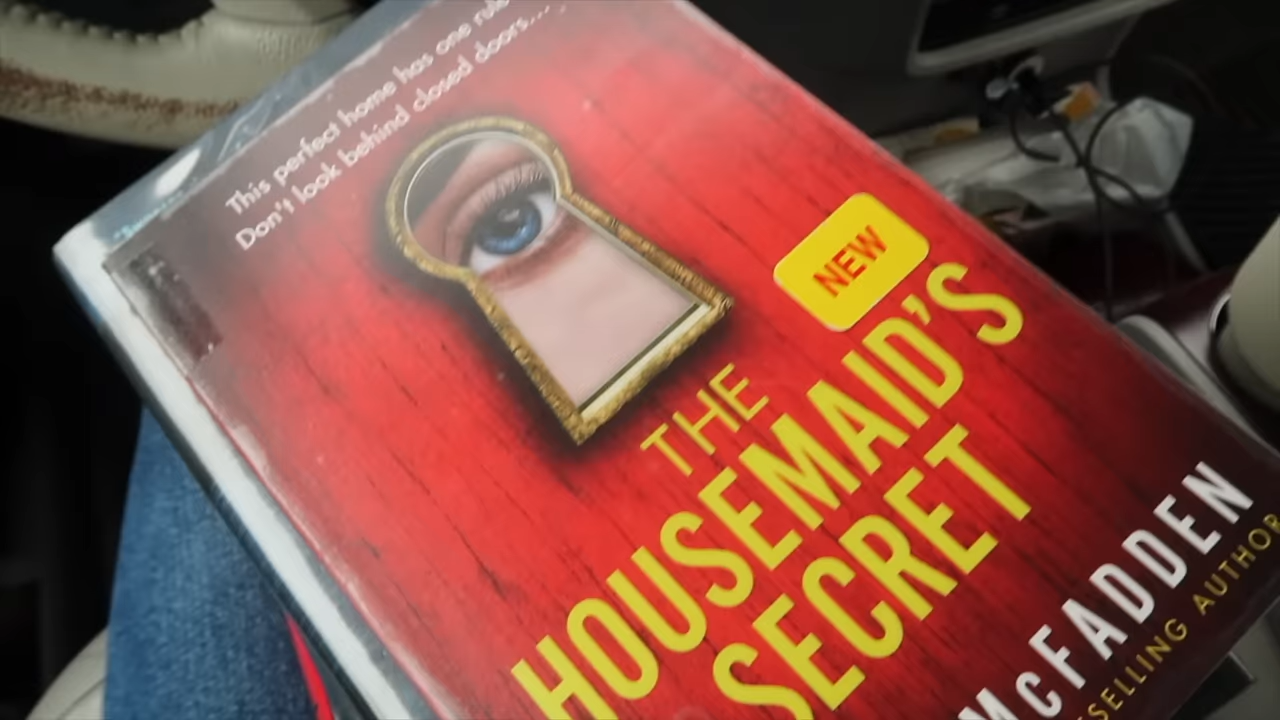 This perfect home has one rule
Don't look behind closed doors...
NEW
THE
HOUSEMAID'S
SECRET
McFADDEN
SELLING AUTHOR